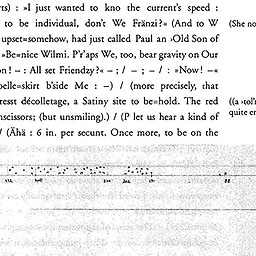 rts) : »I just wanted to kno the current's speed :
to be individual, don't We Fränzi?« (And to W
upset=somehow, had just called Paul an ›Old Son of
»Be=nice Wilmi. P'r'aps We, too, bear gravity On Our
on ! – : All set Friendzy?« – ; / – ; – / : »Now ! –«
elle=skirt b'side Me : –) / (more precisely, that
resst décolletage, a Satiny site to be=hold. The red
nscissors; (but unsmiling).) / (P let us hear a kind of
/ (Ähä : 6 in. per secunt. Once more, to be on the
(She no
((a ›tol'
quite e